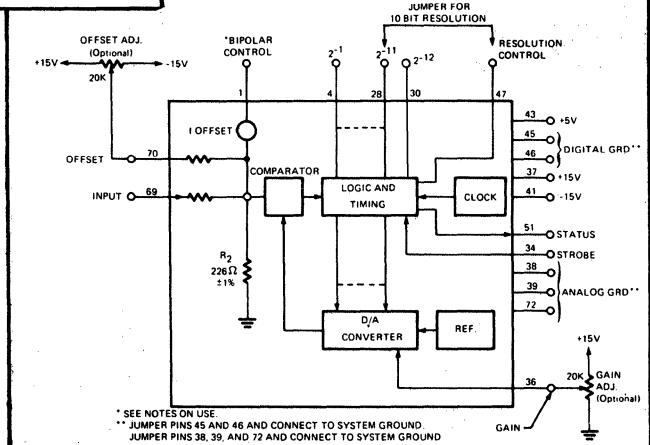 JUMPER FOR
10 BIT RESOLUTION
OFFSET ADJ.
(Optional)
+15V
-15V
20K
*BIPOLAR
CONTROL
2-1
2-11
2-12
RESOLUTION
CONTROL
1
4
28
30
47
I OFFSET
OFFSET
70
INPUT
69
COMPARATOR
LOGIC AND
TIMING
CLOCK
R2
226Ω
±1%
D/A
CONVERTER
REF.
43
+5V
45
46
DIGITAL GRD**
37
+15V
41
-15V
51
STATUS
34
STROBE
38
39
72
ANALOG GRD**
+15V
36
20K
GAIN
ADJ.
(Optional)
GAIN
* SEE NOTES ON USE.
** JUMPER PINS 45 AND 46 AND CONNECT TO SYSTEM GROUND.
JUMPER PINS 38, 39, AND 72 AND CONNECT TO SYSTEM GROUND